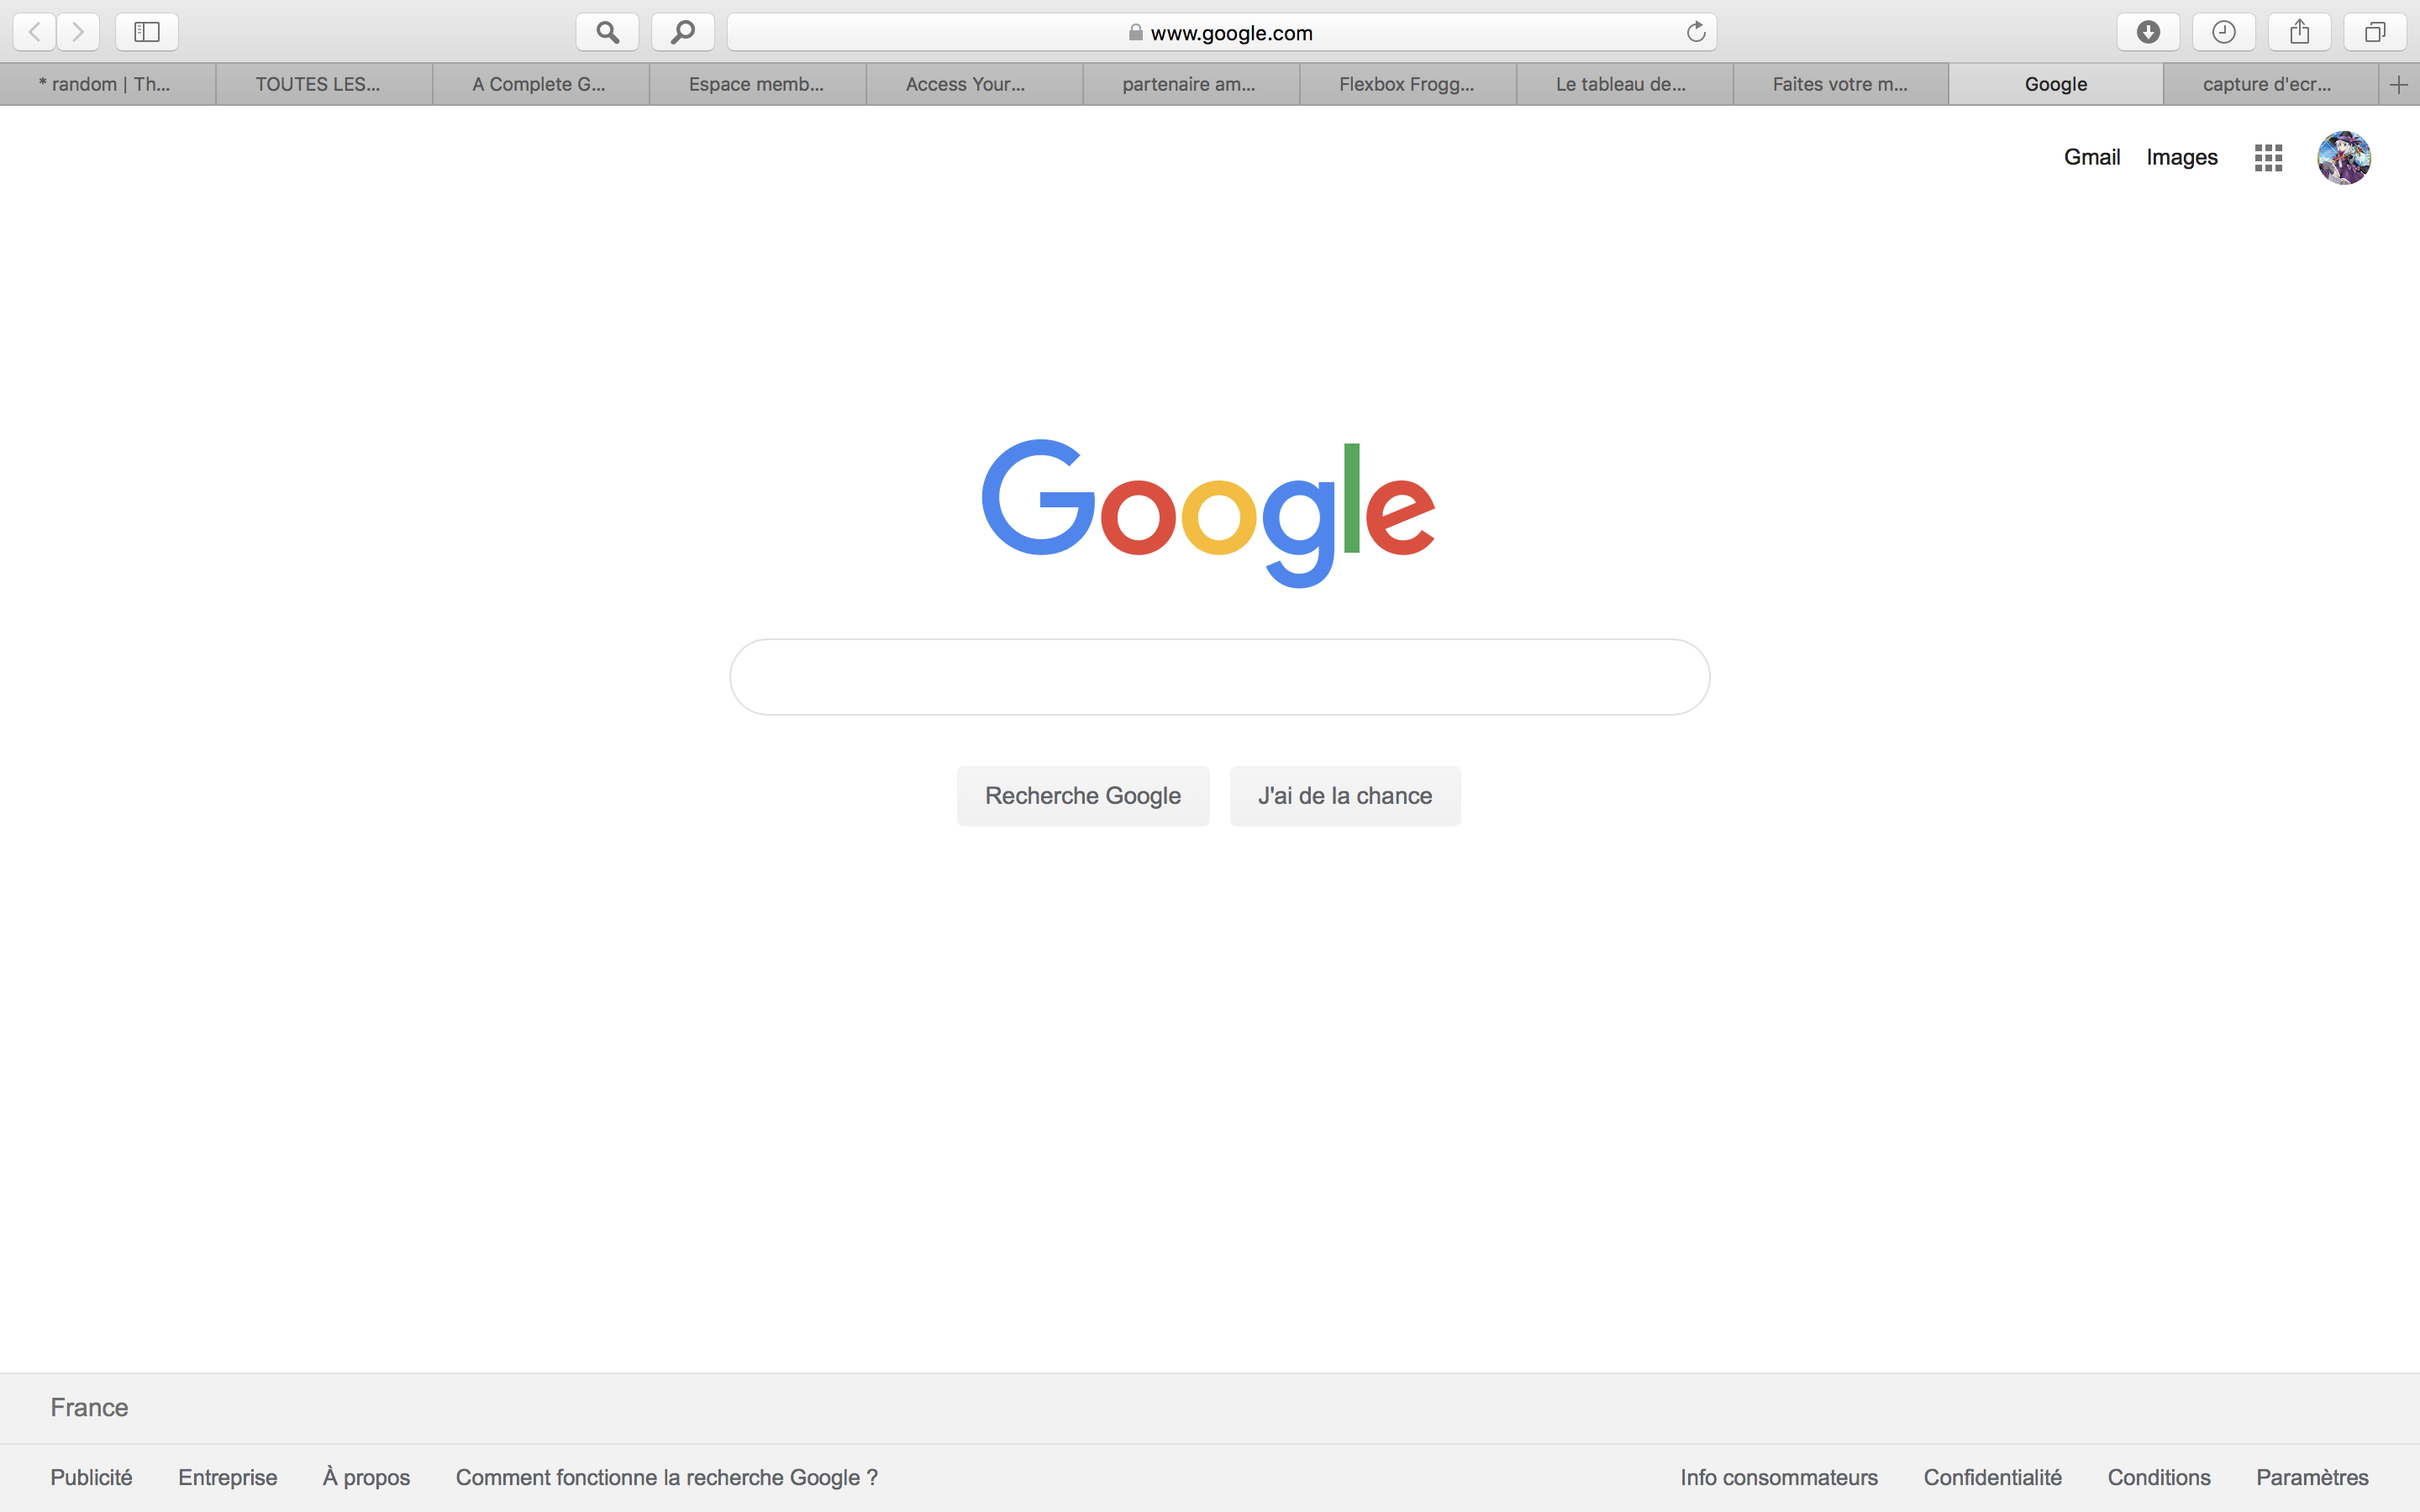 www.google.com
* random | Th... TOUTES LES... A Complete G... Espace memb... Access Your... partenaire am... Flexbox Frogg... Le tableau de... Faites votre m... Google capture d'ecr...
Gmail Images
Google
Recherche Google J'ai de la chance
France
Publicité Entreprise À propos Comment fonctionne la recherche Google ? Info consommateurs Confidentialité Conditions Paramètres